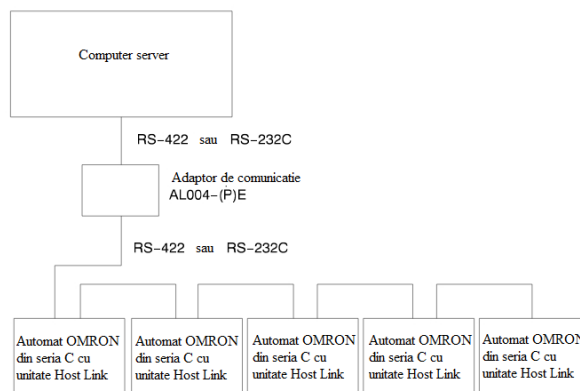 Computer server
RS-422 sau RS-232C
Adaptor de comunicatie
AL004-(P)E
RS-422 sau RS-232C
Automat OMRON
din seria C cu
unitate Host Link
Automat OMRON
din seria C cu
unitate Host Link
Automat OMRON
din seria C cu
unitate Host Link
Automat OMRON
din seria C cu
unitate Host Link
Automat OMRON
din seria C cu
unitate Host Link